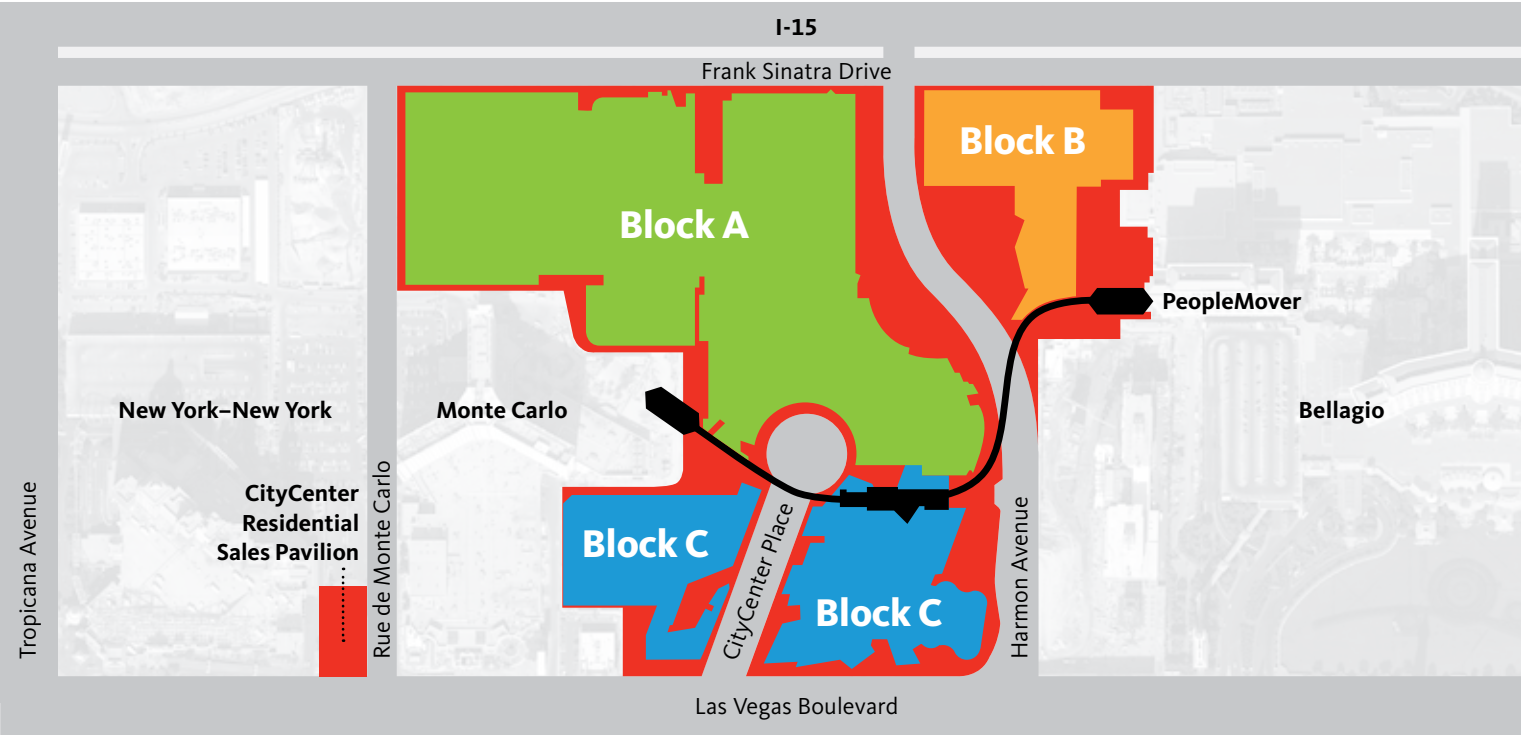 I-15
Frank Sinatra Drive
Block B
Block A
PeopleMover
New York–New York
Monte Carlo
Bellagio
CityCenter
Residential
Sales Pavilion
Tropicana Avenue
Rue de Monte Carlo
Block C
CityCenter Place
Block C
Harmon Avenue
Las Vegas Boulevard